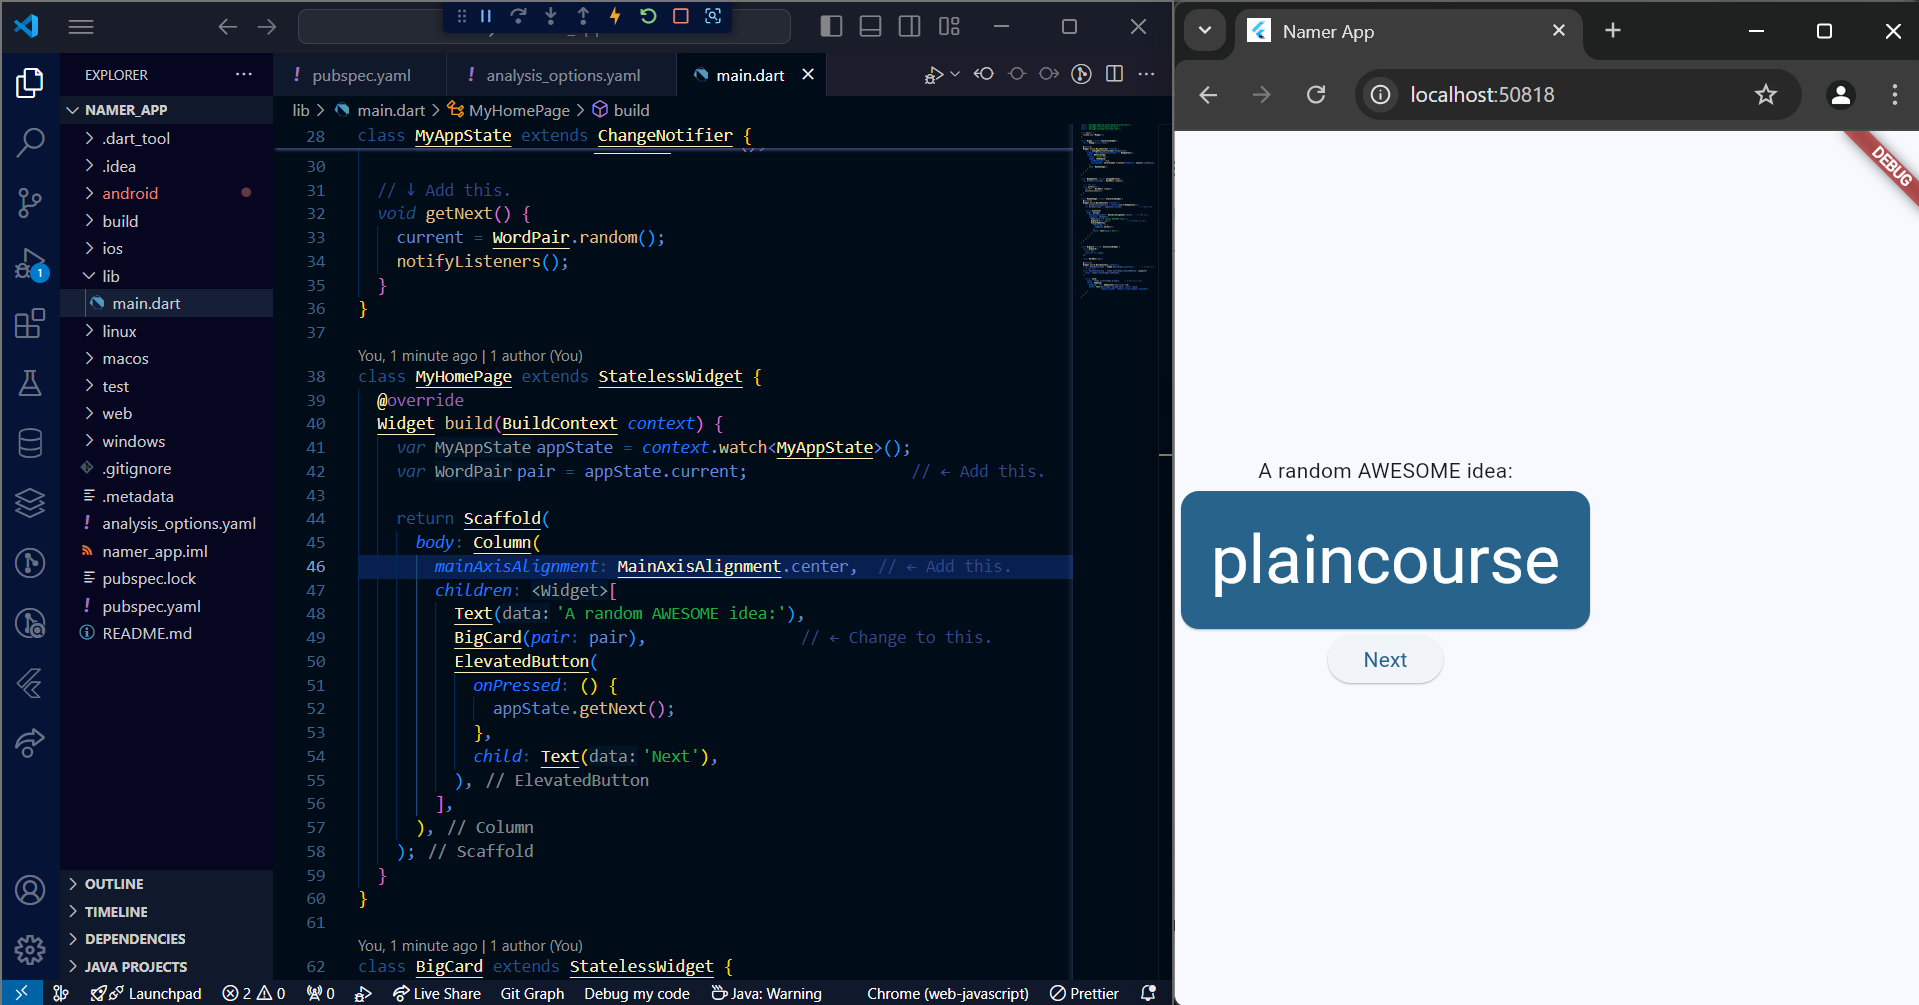 EXPLORER
NAMER_APP
.dart_tool
.idea
android
build
ios
lib
main.dart
linux
macos
test
web
windows
.gitignore
.metadata
analysis_options.yaml
namer_app.iml
pubspec.lock
pubspec.yaml
README.md
OUTLINE
TIMELINE
DEPENDENCIES
JAVA PROJECTS
1
pubspec.yaml
analysis_options.yaml
main.dart
lib > main.dart > MyHomePage > build
28 class MyAppState extends ChangeNotifier {
30
31 // ↓ Add this.
32 void getNext() {
33 current = WordPair.random();
34 notifyListeners();
35 }
36 }
37
You, 1 minute ago | 1 author (You)
38 class MyHomePage extends StatelessWidget {
39 @override
40 Widget build(BuildContext context) {
41 var MyAppState appState = context.watch<MyAppState>();
42 var WordPair pair = appState.current; // ← Add this.
43
44 return Scaffold(
45 body: Column(
46 mainAxisAlignment: MainAxisAlignment.center, // ← Add this.
47 children: <Widget>[
48 Text(data: 'A random AWESOME idea:'),
49 BigCard(pair: pair), // ← Change to this.
50 ElevatedButton(
51 onPressed: () {
52 appState.getNext();
53 },
54 child: Text(data: 'Next'),
55 ), // ElevatedButton
56 ],
57 ), // Column
58 ); // Scaffold
59 }
60 }
61
You, 1 minute ago | 1 author (You)
62 class BigCard extends StatelessWidget {
Launchpad 2 0 0 Live Share Git Graph Debug my code Java: Warning Chrome (web-javascript) Prettier
Namer App
localhost:50818
DEBUG
A random AWESOME idea:
plaincourse
Next